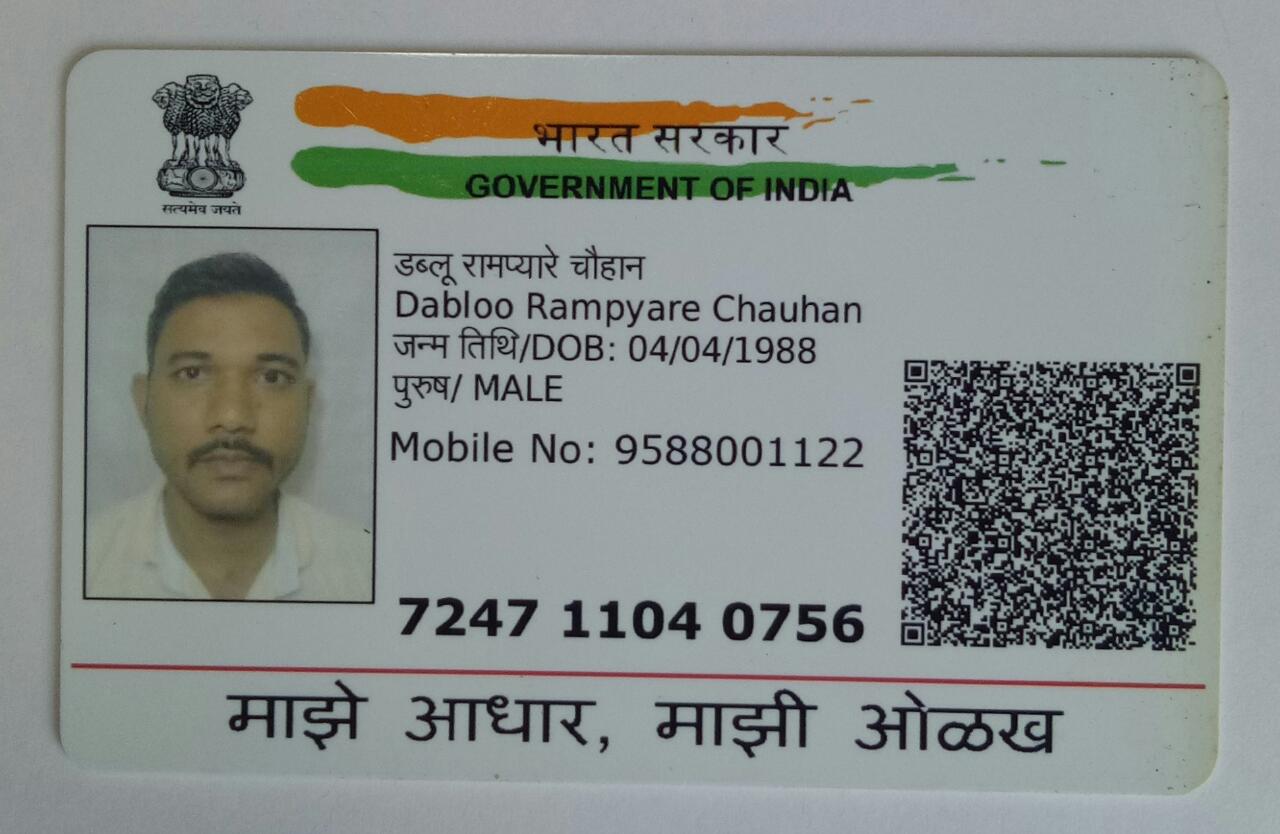 भारत सरकार
GOVERNMENT OF INDIA
सत्यमेव जयते
डब्लू रामप्यारे चौहान
Dabloo Rampyare Chauhan
जन्म तिथि/DOB: 04/04/1988
पुरुष/ MALE
Mobile No: 9588001122
7247 1104 0756
माझे आधार, माझी ओळख